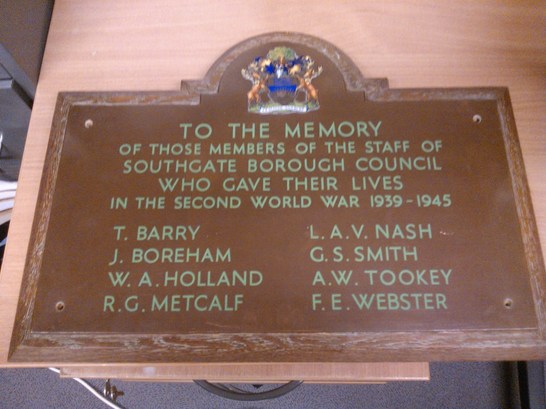 TO THE MEMORY
OF THOSE MEMBERS OF THE STAFF OF
SOUTHGATE BOROUGH COUNCIL
WHO GAVE THEIR LIVES
IN THE SECOND WORLD WAR 1939-1945
T. BARRY
J. BOREHAM
W. A. HOLLAND
R. G. METCALF
L. A. V. NASH
G. S. SMITH
A. W. TOOKEY
F. E. WEBSTER